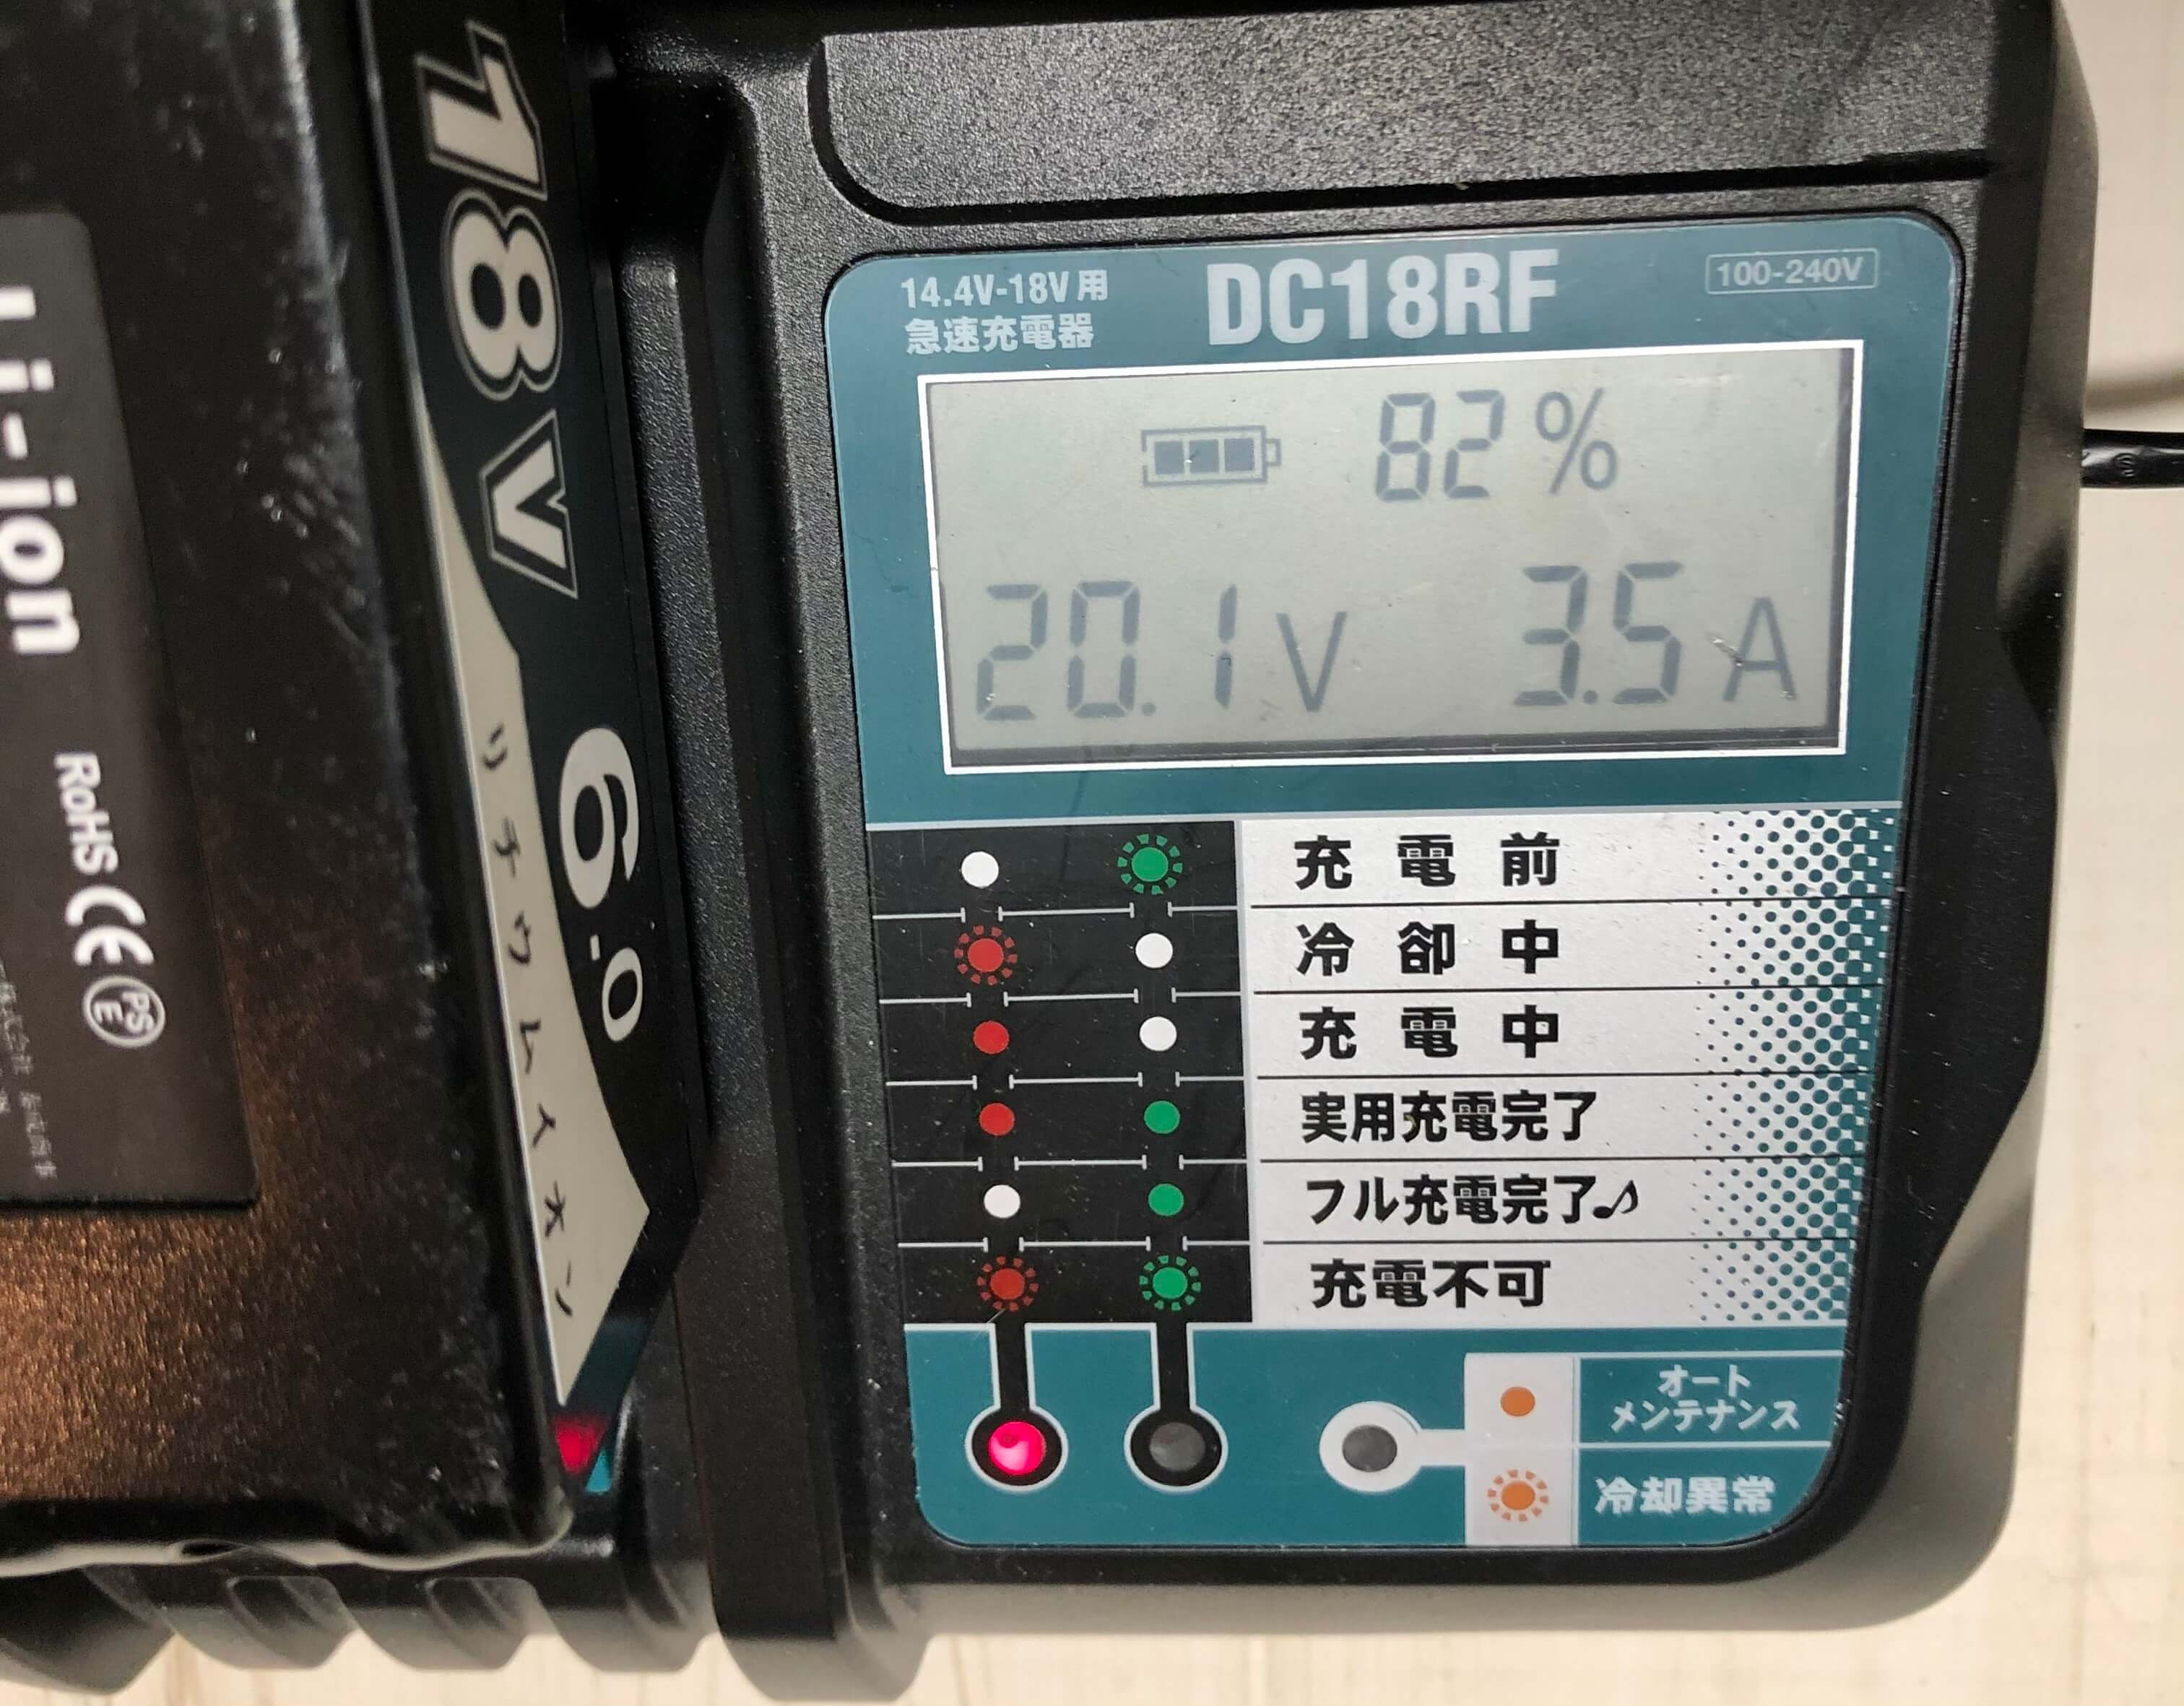 18V
6.0
リチウムイオン
Li-ion
RoHS CE PSE
14.4V-18V用
急速充電器
DC18RF
100-240V
82%
20.1V 3.5A
充電前
冷卻中
充電中
実用充電完了
フル充電完了♪
充電不可
オート
メンテナンス
冷却異常